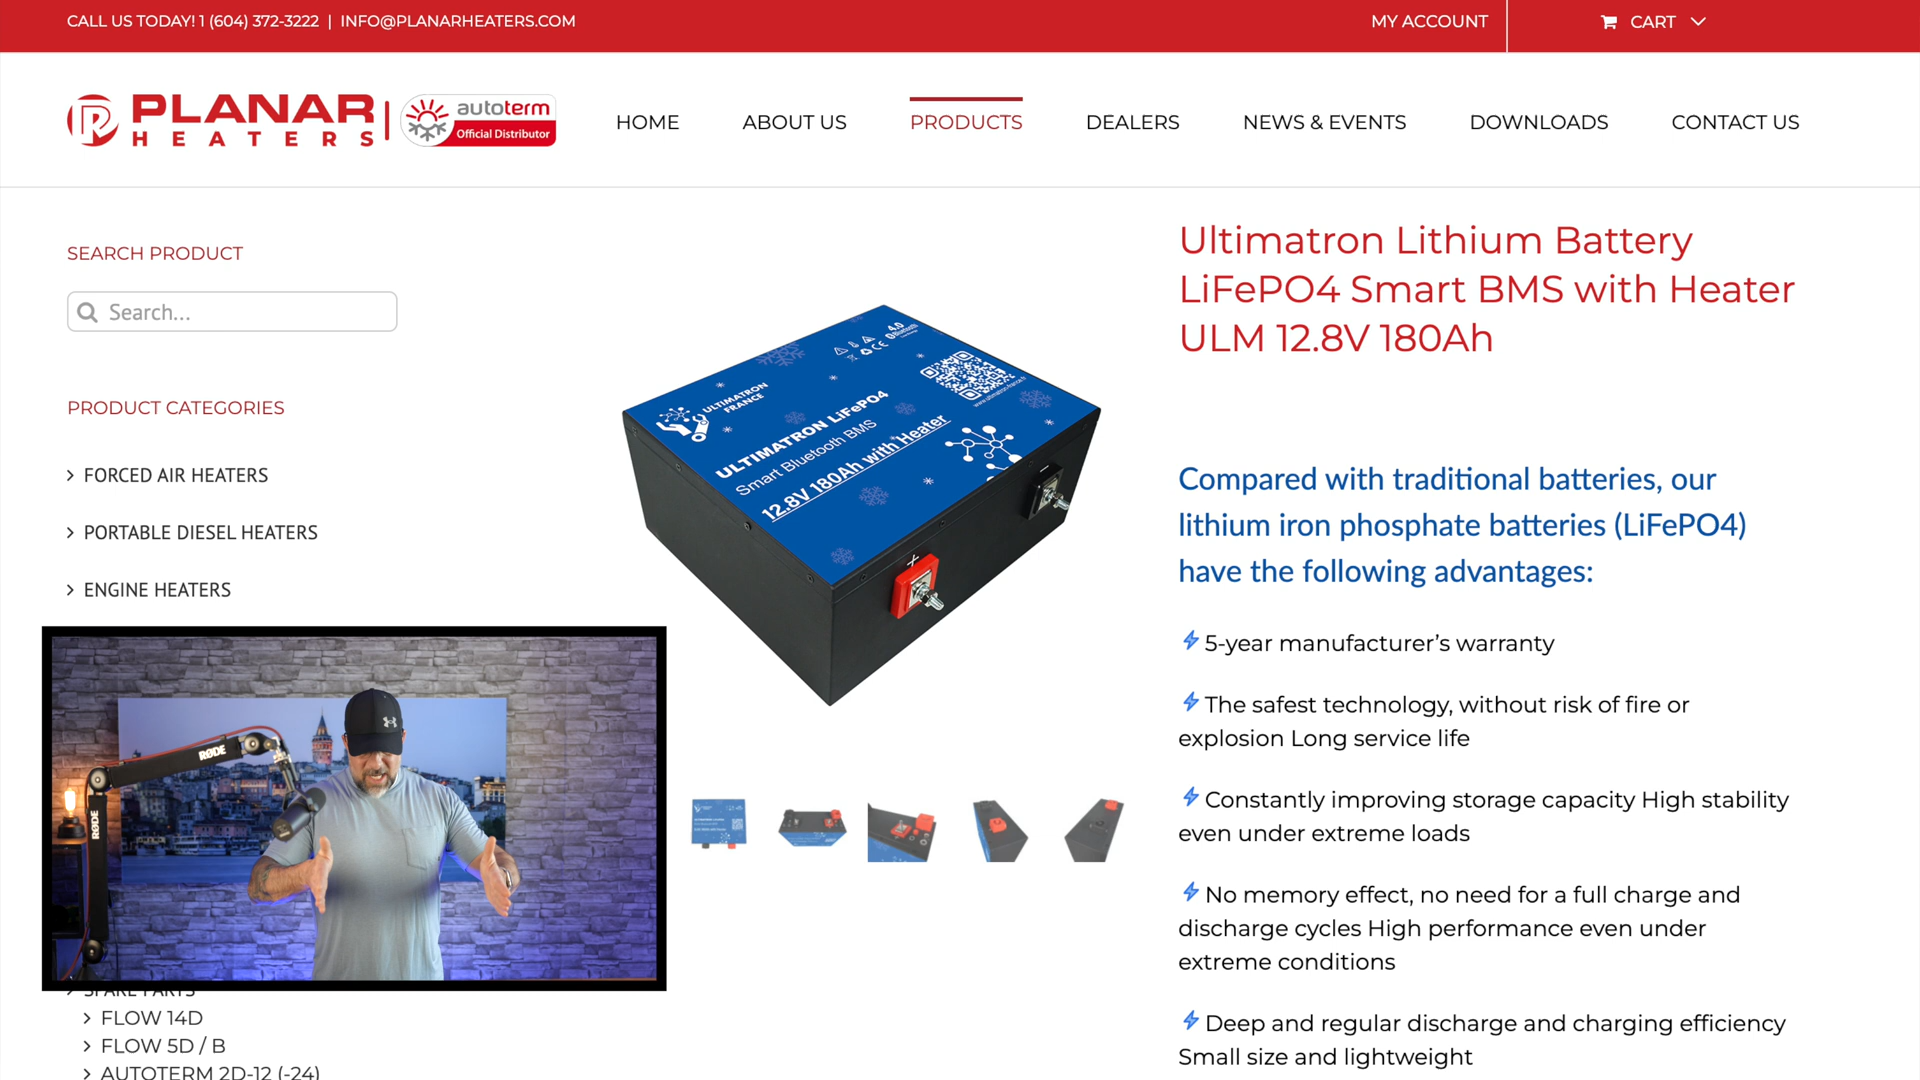 CALL US TODAY! 1 (604) 372-3222 | INFO@PLANARHEATERS.COM
MY ACCOUNT
CART
PLANAR
HEATERS
autoterm
Official Distributor
HOME
ABOUT US
PRODUCTS
DEALERS
NEWS & EVENTS
DOWNLOADS
CONTACT US
SEARCH PRODUCT
Search...
PRODUCT CATEGORIES
FORCED AIR HEATERS
PORTABLE DIESEL HEATERS
ENGINE HEATERS
RØDE
RØDE
SPARE PARTS
FLOW 14D
FLOW 5D / B
AUTOTERM 2D-12 (-24)
4.0
Bluetooth
ULTIMATRON
FRANCE
ULTIMATRON LiFePO4
Smart Bluetooth BMS
12.8V 180Ah with Heater
Ultimatron Lithium Battery
LiFePO4 Smart BMS with Heater
ULM 12.8V 180Ah
Compared with traditional batteries, our
lithium iron phosphate batteries (LiFePO4)
have the following advantages:
5-year manufacturer’s warranty
The safest technology, without risk of fire or
explosion Long service life
Constantly improving storage capacity High stability
even under extreme loads
No memory effect, no need for a full charge and
discharge cycles High performance even under
extreme conditions
Deep and regular discharge and charging efficiency
Small size and lightweight